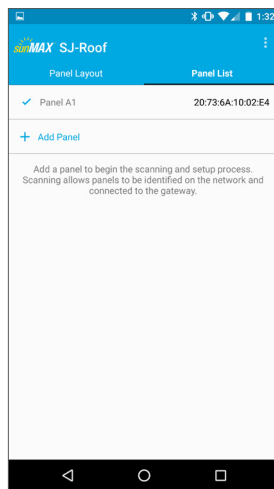 1:32
sunMAX SJ-Roof
Panel Layout Panel List
Panel A1 20:73:6A:10:02:E4
+ Add Panel
Add a panel to begin the scanning and setup process.
Scanning allows panels to be identified on the network and
connected to the gateway.